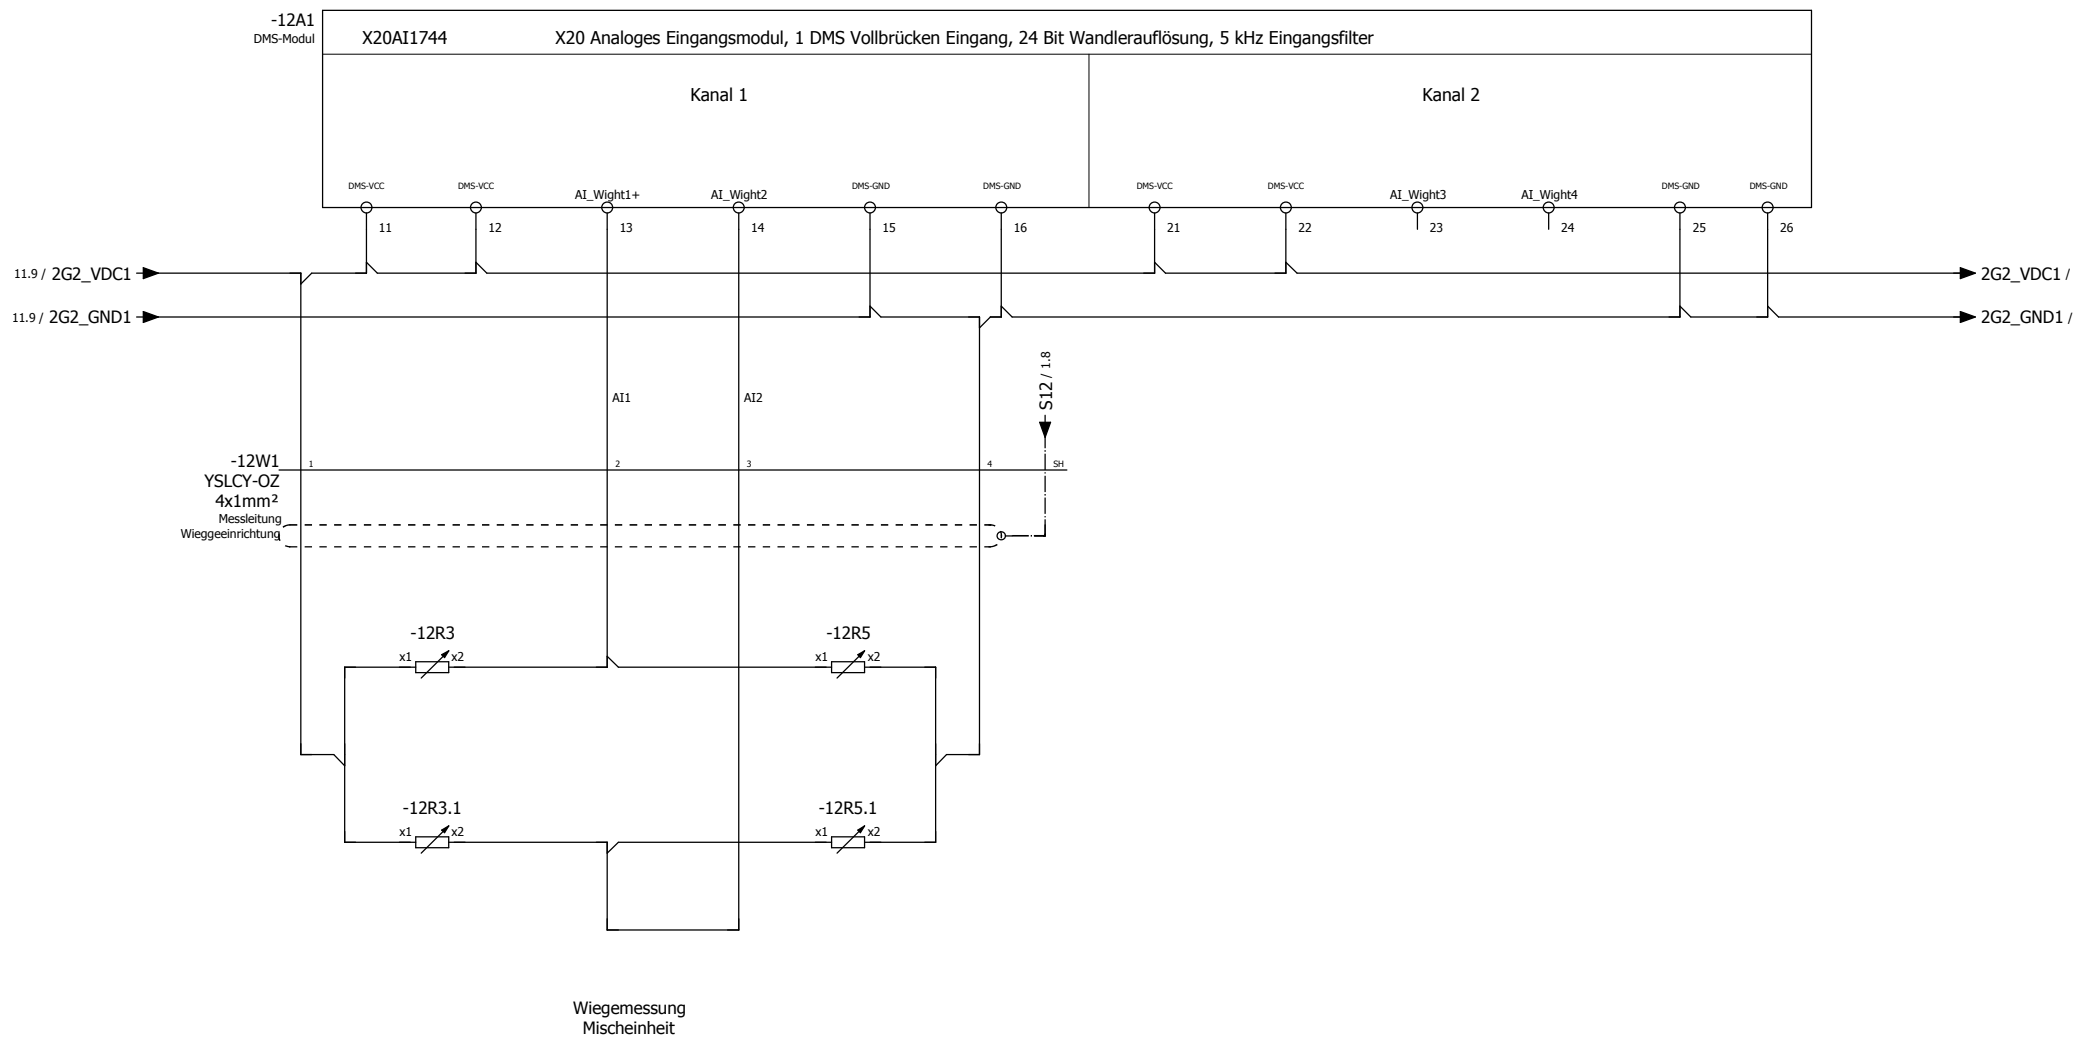 -12A1
DMS-Modul
X20AI1744
X20 Analoges Eingangsmodul, 1 DMS Vollbrücken Eingang, 24 Bit Wandlerauflösung, 5 kHz Eingangsfilter
Kanal 1
Kanal 2
DMS-VCC
DMS-VCC
AI_Wight1+
AI_Wight2
DMS-GND
DMS-GND
DMS-VCC
DMS-VCC
AI_Wight3
AI_Wight4
DMS-GND
DMS-GND
11
12
13
14
15
16
21
22
23
24
25
26
11.9 / 2G2_VDC1
2G2_VDC1 /
11.9 / 2G2_GND1
2G2_GND1 /
S12 / 1.8
AI1
AI2
-12W1
YSLCY-OZ
4x1mm²
Messleitung
Wieggeeinrichtung
1
2
3
4
SH
-12R3
x1
x2
-12R5
x1
x2
-12R3.1
x1
x2
-12R5.1
x1
x2
Wiegemessung
Mischeinheit